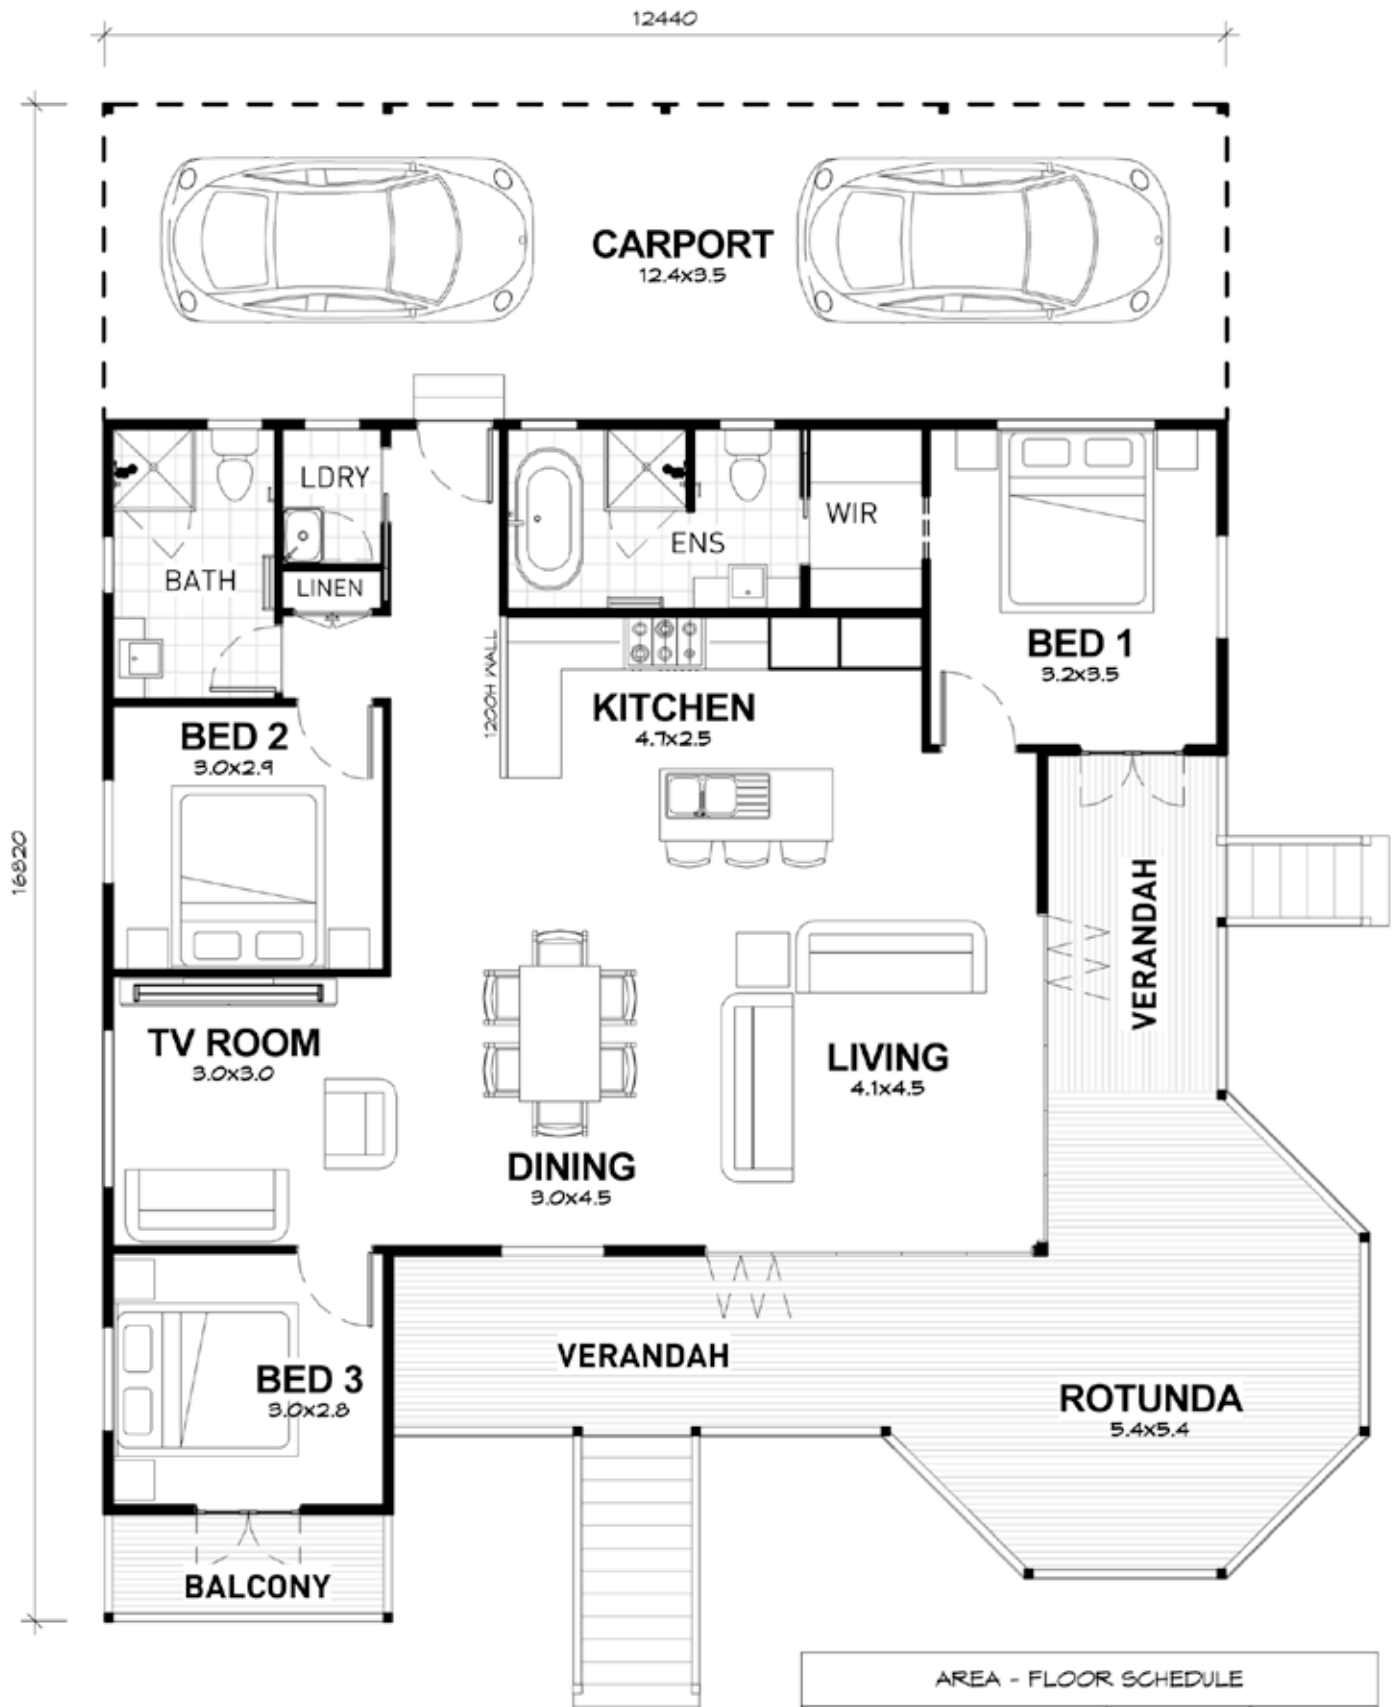 12440
CARPORT
12.4x3.5
LDRY
BATH
LINEN
ENS
WIR
BED 1
3.2x3.5
1200H WALL
KITCHEN
4.7x2.5
BED 2
3.0x2.9
16820
VERANDAH
TV ROOM
3.0x3.0
LIVING
4.1x4.5
DINING
3.0x4.5
VERANDAH
BED 3
3.0x2.8
ROTUNDA
5.4x5.4
BALCONY
AREA - FLOOR SCHEDULE